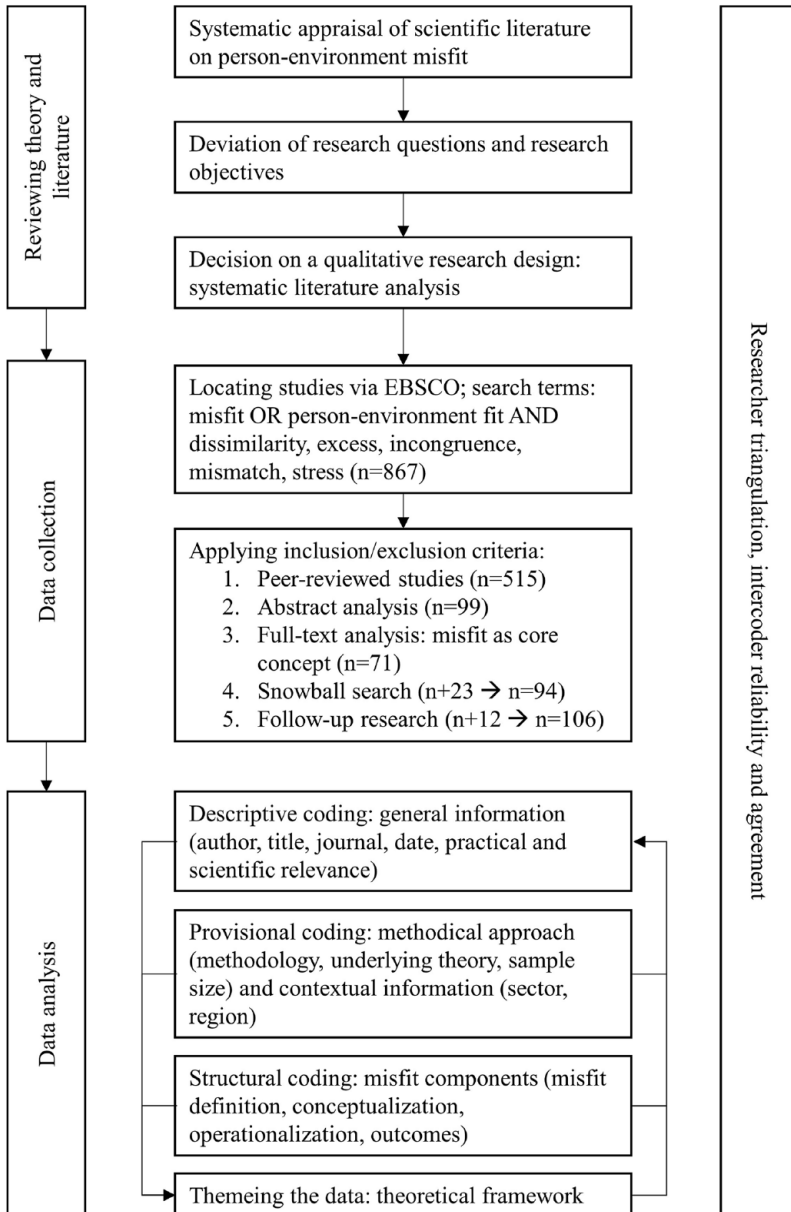 Reviewing theory and
literature
Systematic appraisal of scientific literature
on person-environment misfit
Deviation of research questions and research
objectives
Decision on a qualitative research design:
systematic literature analysis
Data collection
Locating studies via EBSCO; search terms:
misfit OR person-environment fit AND
dissimilarity, excess, incongruence,
mismatch, stress (n=867)
Applying inclusion/exclusion criteria:
1. Peer-reviewed studies (n=515)
2. Abstract analysis (n=99)
3. Full-text analysis: misfit as core
concept (n=71)
4. Snowball search (n+23 → n=94)
5. Follow-up research (n+12 → n=106)
Data analysis
Descriptive coding: general information
(author, title, journal, date, practical and
scientific relevance)
Provisional coding: methodical approach
(methodology, underlying theory, sample
size) and contextual information (sector,
region)
Structural coding: misfit components (misfit
definition, conceptualization,
operationalization, outcomes)
Themeing the data: theoretical framework
Researcher triangulation, intercoder reliability and agreement